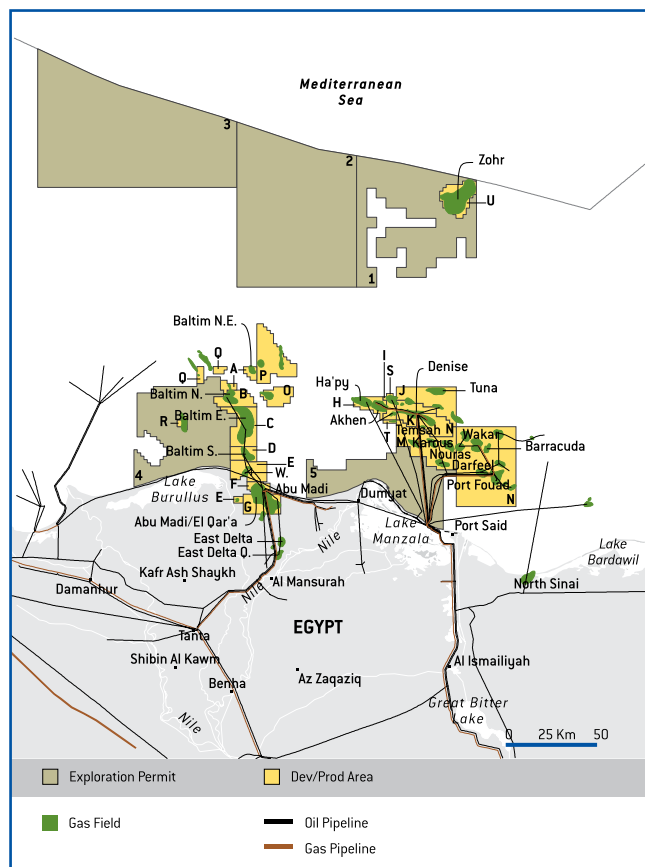 Mediterranean
Sea
3
2
Zohr
U
1
Baltim N.E.
Q
A
P
Q
Baltim N.
B
O
Baltim E.
C
R
Baltim S.
D
E
4
W.
F
Abu Madi
Lake
Burullus
E
G
Abu Madi/El Qar'a
East Delta
East Delta Q.
I
S
Denise
Ha'py
J
Tuna
H
Akhen
K
Temsah
N
T
M. Karous
Wakar
Nouras
Barracuda
Darfeel
5
Port Fouad
N
Dumyat
Lake
Manzala
Port Said
Nile
Lake
Bardawil
North Sinai
Kafr Ash Shaykh
Al Mansurah
Damanhur
Nile
Tanta
EGYPT
Shibin Al Kawm
Az Zaqaziq
Al Ismailiyah
Benha
Great Bitter
Lake
Nile
0 25 Km 50
Exploration Permit
Dev/Prod Area
Gas Field
Oil Pipeline
Gas Pipeline